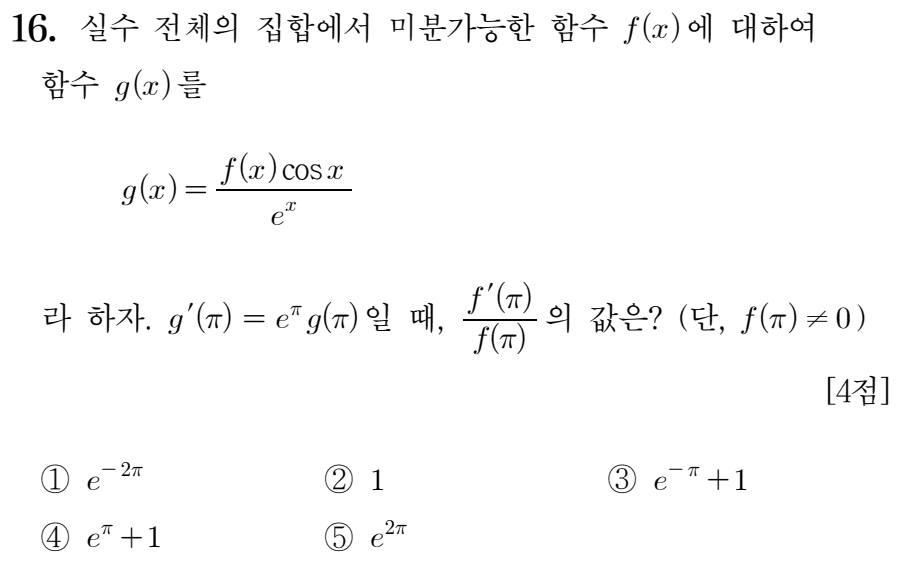 16. 실수 전체의 집합에서 미분가능한 함수 f(x)에 대하여
함수 g(x)를
g(x) = \frac{f(x)\cos x}{e^x}
라 하자. g′(π) = e^π g(π)일 때, \frac{f′(π)}{f(π)}의 값은? (단, f(π) ≠ 0)
[4점]
① e^{-2π} ② 1 ③ e^{-π}+1
④ e^π+1 ⑤ e^{2π}